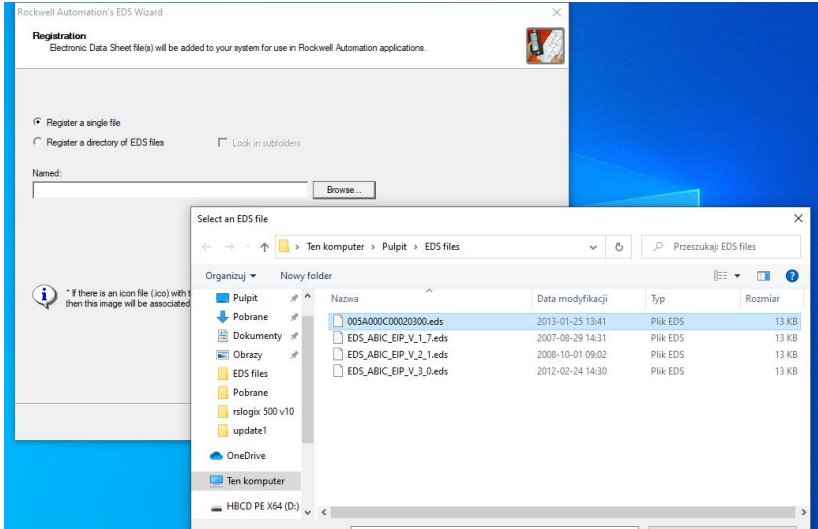 Rockwell Automation's EDS Wizard
Registration
Electronic Data Sheet file(s) will be added to your system for use in Rockwell Automation applications.
Register a single file
Register a directory of EDS files
Look in subfolders
Named:
Browse...
* If there is an icon file (.ico) with t
then this image will be associated
Select an EDS file
Ten komputer > Pulpit > EDS files
Przeszukaj: EDS files
Organizuj
Nowy folder
Nazwa
Data modyfikacji
Typ
Rozmiar
Pulpit
Pobrane
Dokumenty
Obrazy
EDS files
Pobrane
rslogix 500 v10
update1
OneDrive
Ten komputer
HBCD PE X64 (D:)
005A000C00020300.eds 2013-01-25 13:41 Plik EDS 13 KB
EDS_ABIC_EIP_V_1_7.eds 2007-08-29 14:31 Plik EDS 13 KB
EDS_ABIC_EIP_V_2_1.eds 2008-10-01 09:02 Plik EDS 13 KB
EDS_ABIC_EIP_V_3_0.eds 2012-02-24 14:30 Plik EDS 13 KB